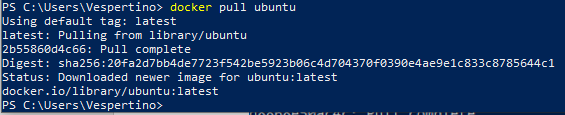 PS C:\Users\Vespertino> docker pull ubuntu
Using default tag: latest
latest: Pulling from library/ubuntu
2b55860d4c66: Pull complete
Digest: sha256:20fa2d7bb4de7723f542be5923b06c4d704370f0390e4ae9e1c833c8785644c1
Status: Downloaded newer image for ubuntu:latest
docker.io/library/ubuntu:latest
PS C:\Users\Vespertino>